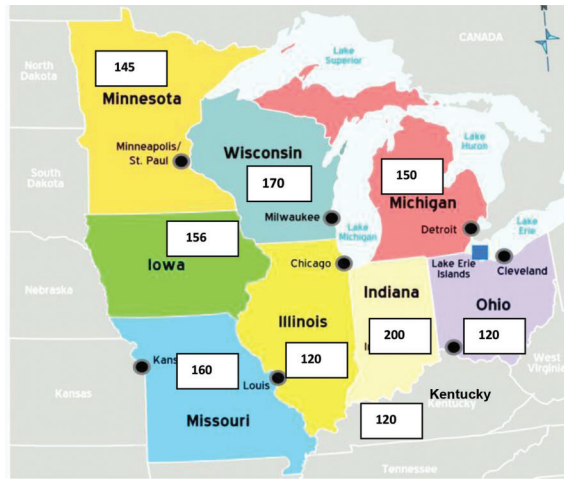 CANADA
Lake
Superior
North
Dakota
145
Minnesota
Minneapolis/
St. Paul
South
Dakota
Wisconsin
170
Milwaukee
Lake
Michigan
Lake
Huron
150
Michigan
Detroit
Lake
Erie
Lake Erie
Islands
Cleveland
156
Iowa
Nebraska
Chicago
Illinois
120
Indiana
200
Ohio
120
West
Virginia
160
Louis
Missouri
Kansas
Kentucky
Kentucky
120
Tennessee